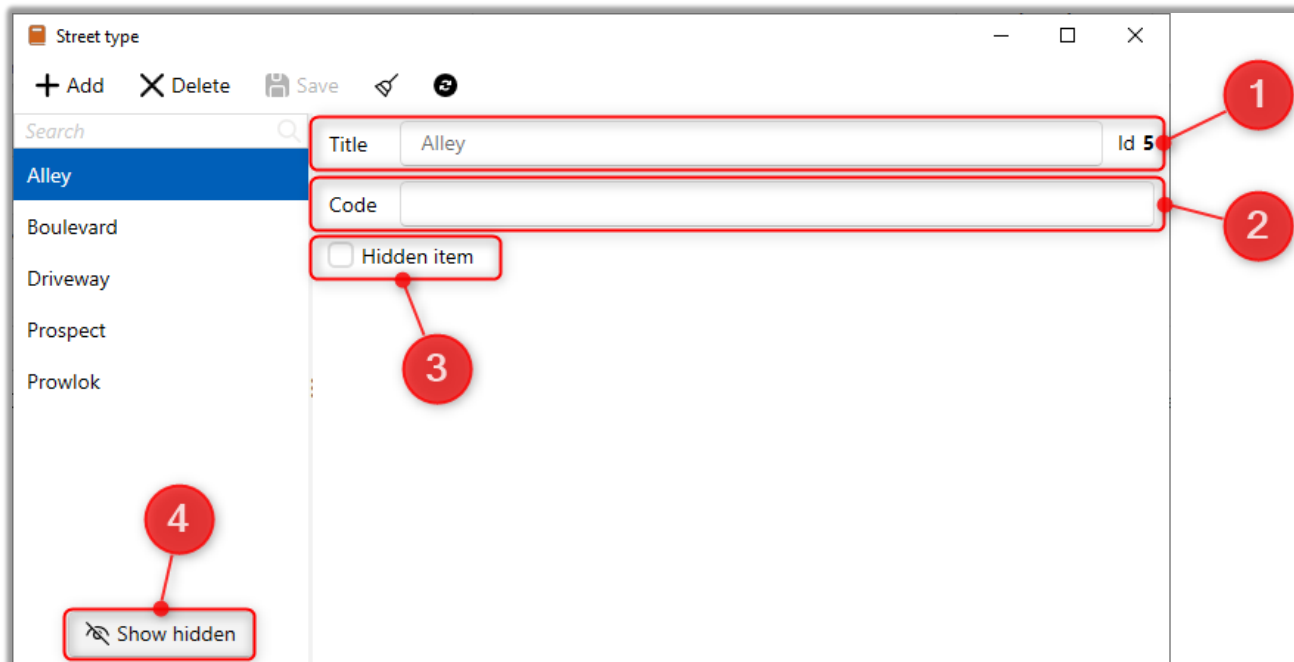 Street type
Add Delete Save
Search
Title Alley Id 5
1
Alley
Code
2
Boulevard
Hidden item
Driveway
Prospect
3
Prowlok
4
Show hidden